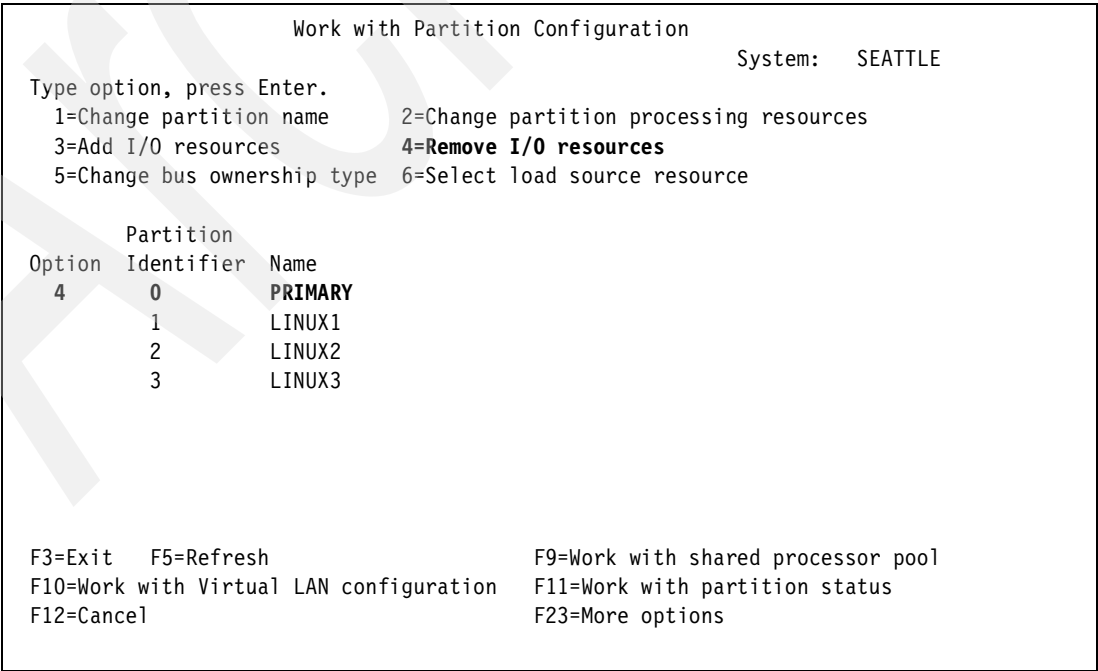 Work with Partition Configuration
System:   SEATTLE
Type option, press Enter.
1=Change partition name      2=Change partition processing resources
3=Add I/O resources          4=Remove I/O resources
5=Change bus ownership type  6=Select load source resource
Partition
Option  Identifier  Name
4       0         PRIMARY
1         LINUX1
2         LINUX2
3         LINUX3
F3=Exit   F5=Refresh                      F9=Work with shared processor pool
F10=Work with Virtual LAN configuration   F11=Work with partition status
F12=Cancel                                F23=More options